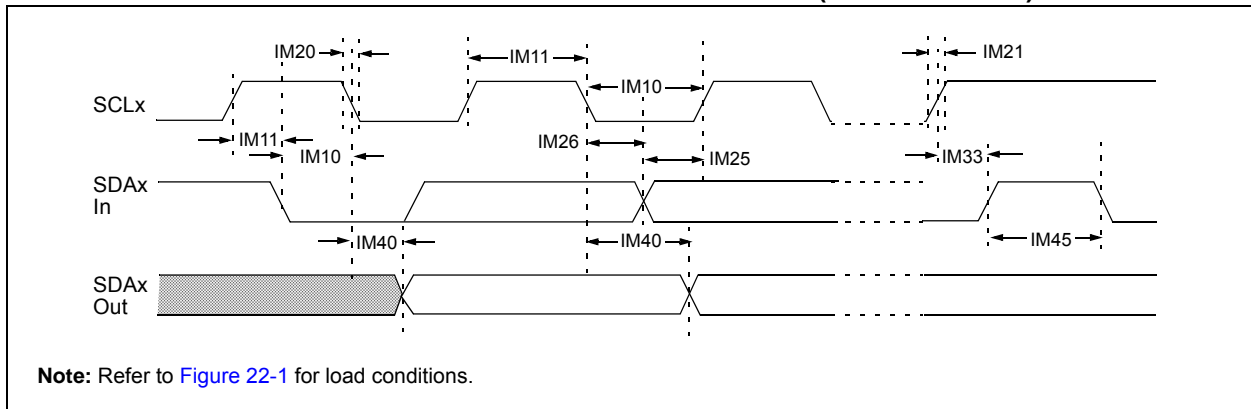 IM20
IM11
IM21
IM10
SCLx
IM11
IM26
IM10
IM25
IM33
SDAx
In
IM40
IM40
IM45
SDAx
Out
Note: Refer to Figure 22-1 for load conditions.